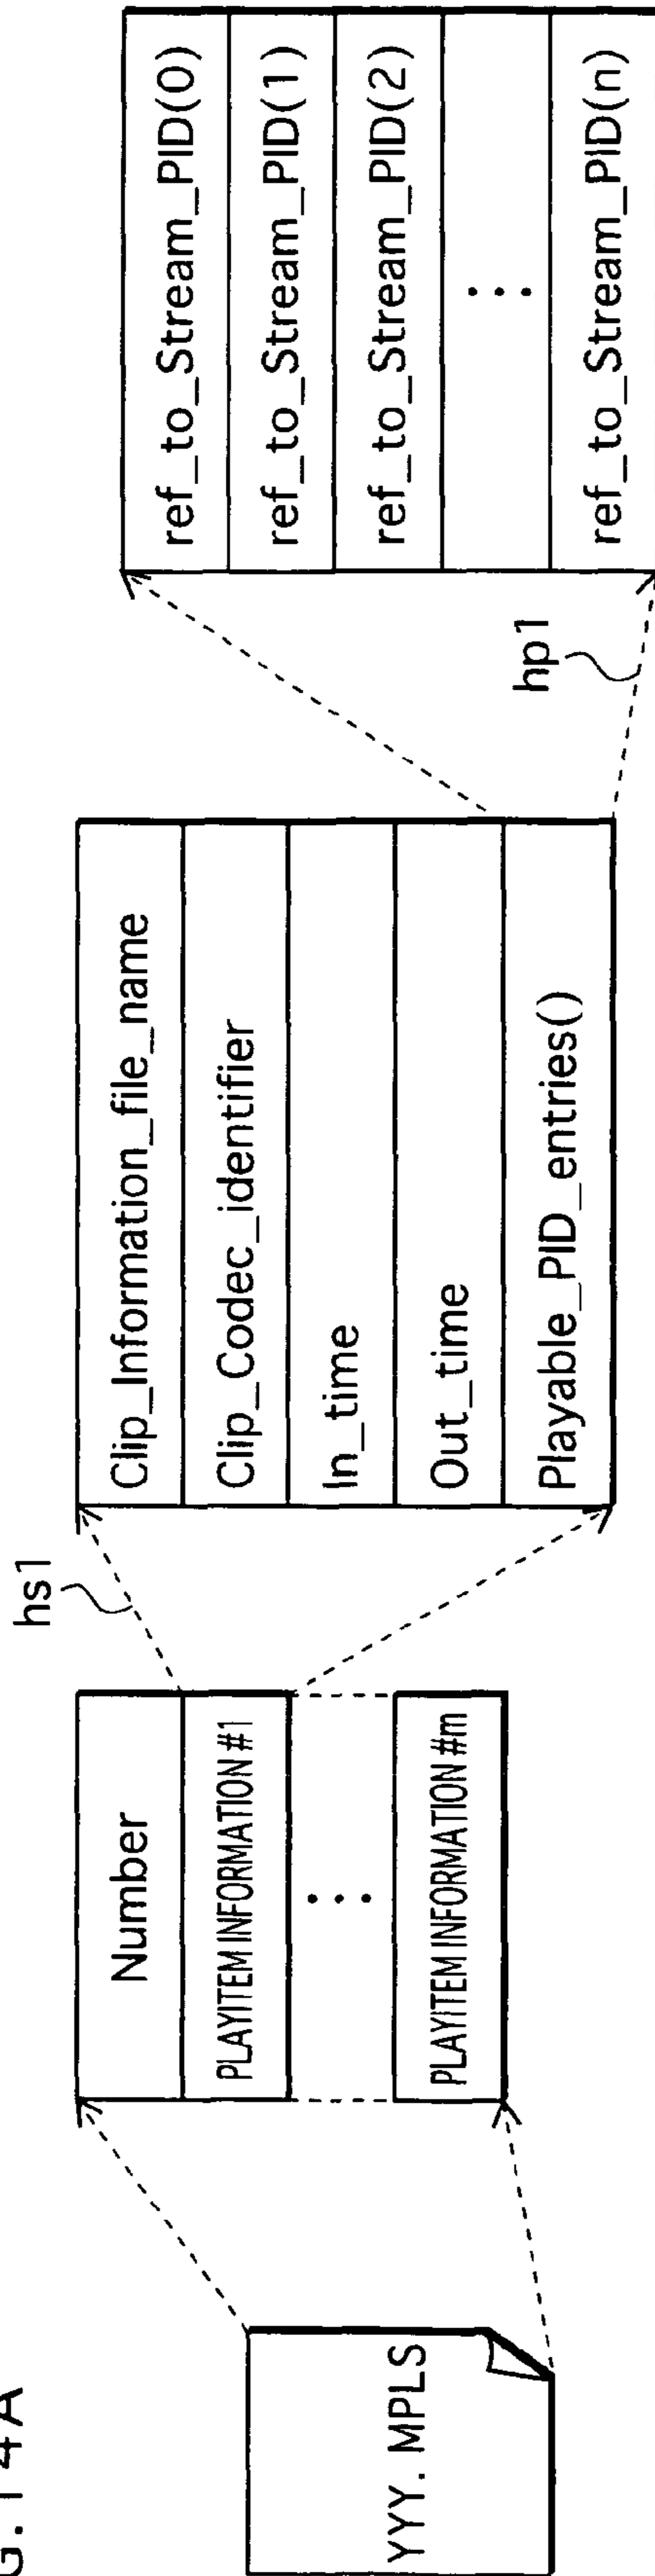 G.14A
YYY. MPLS
Number
PLAYITEM INFORMATION #1
...
PLAYITEM INFORMATION #m
hs1
Clip_Information_file_name
Clip_Codec_identifier
In_time
Out_time
Playable_PID_entries()
hp1
ref_to_Stream_PID(0)
ref_to_Stream_PID(1)
ref_to_Stream_PID(2)
...
ref_to_Stream_PID(n)